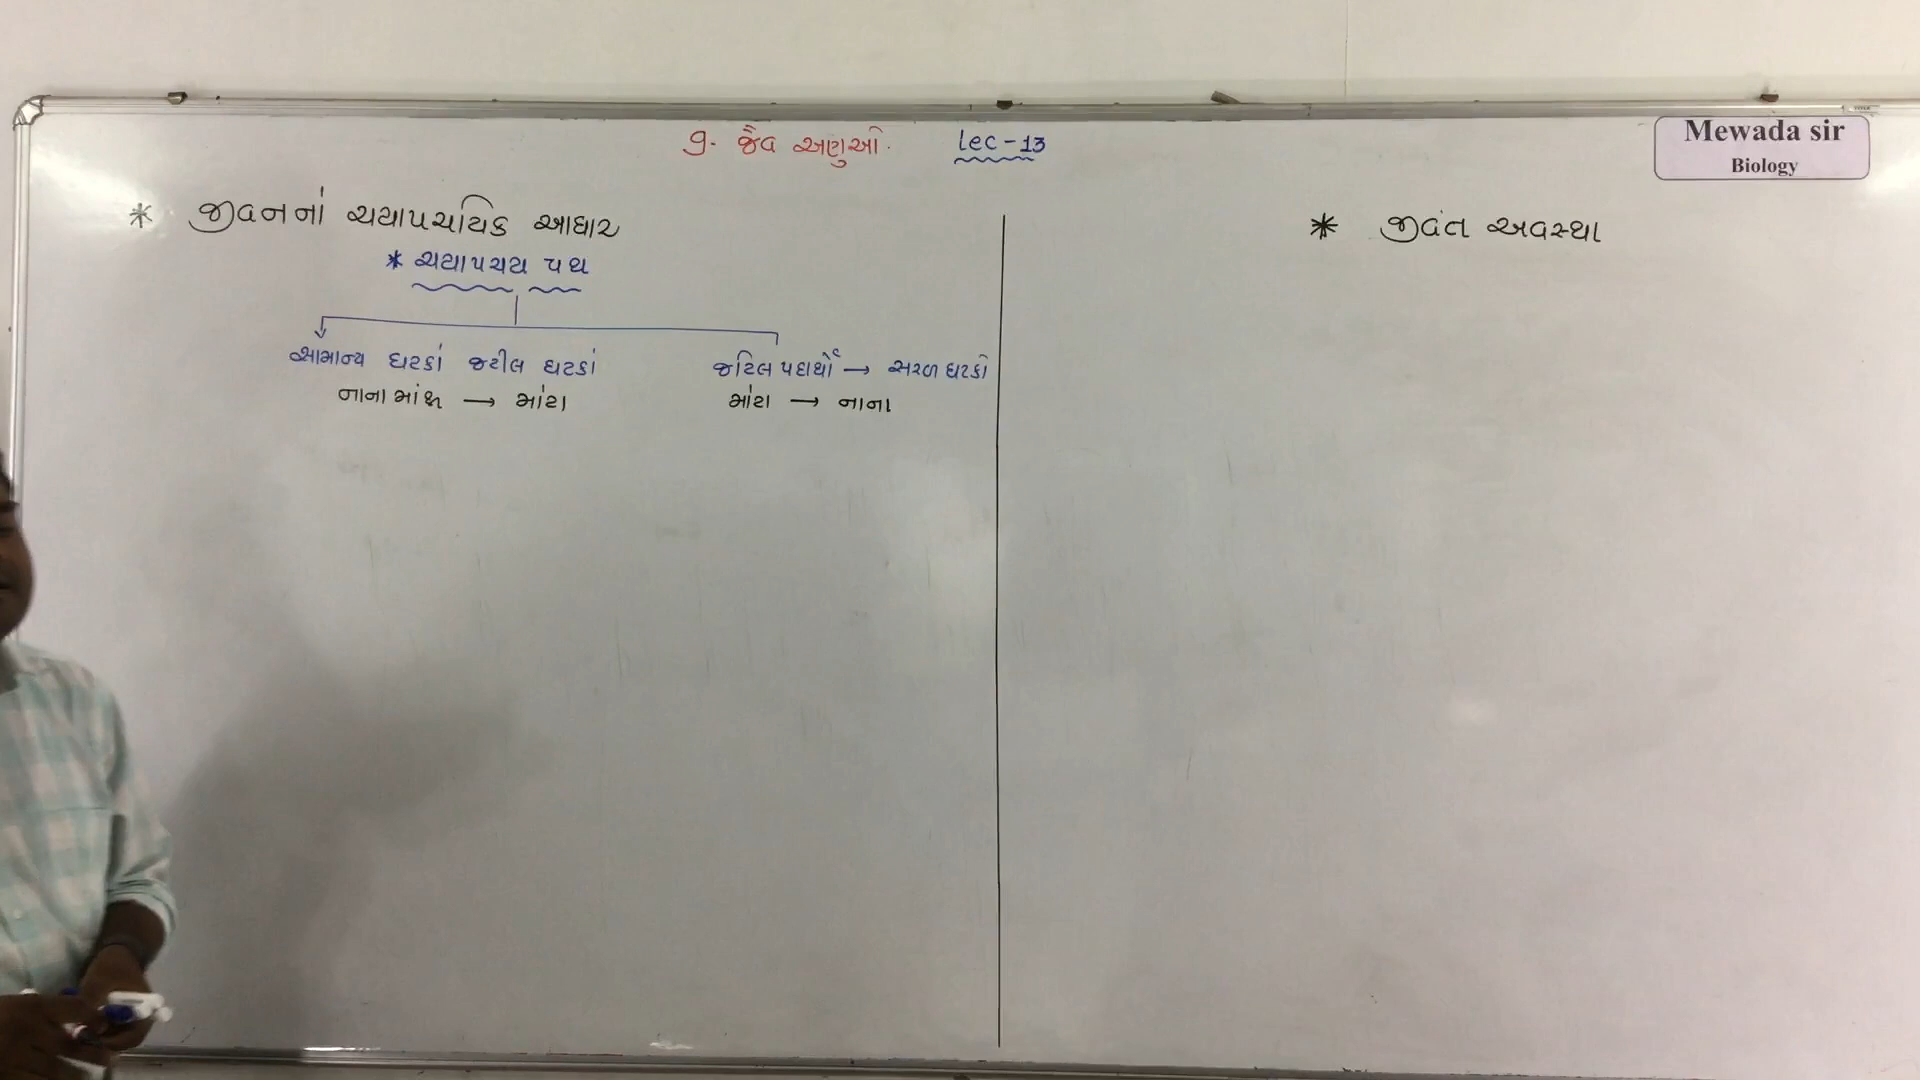 9. જૈવ અણુઓ. Lec-13
Mewada sir
Biology
* જીવનનાં ચયાપચયિક આધાર
* ચયાપચય પથ
સામાન્ય ઘટકાં જટીલ ઘટકાં
નાના માંથી → માંટા
જટિલ પદાર્થો → સરળ ઘટકો
માંટા → નાના
* જીવંત અવસ્થા